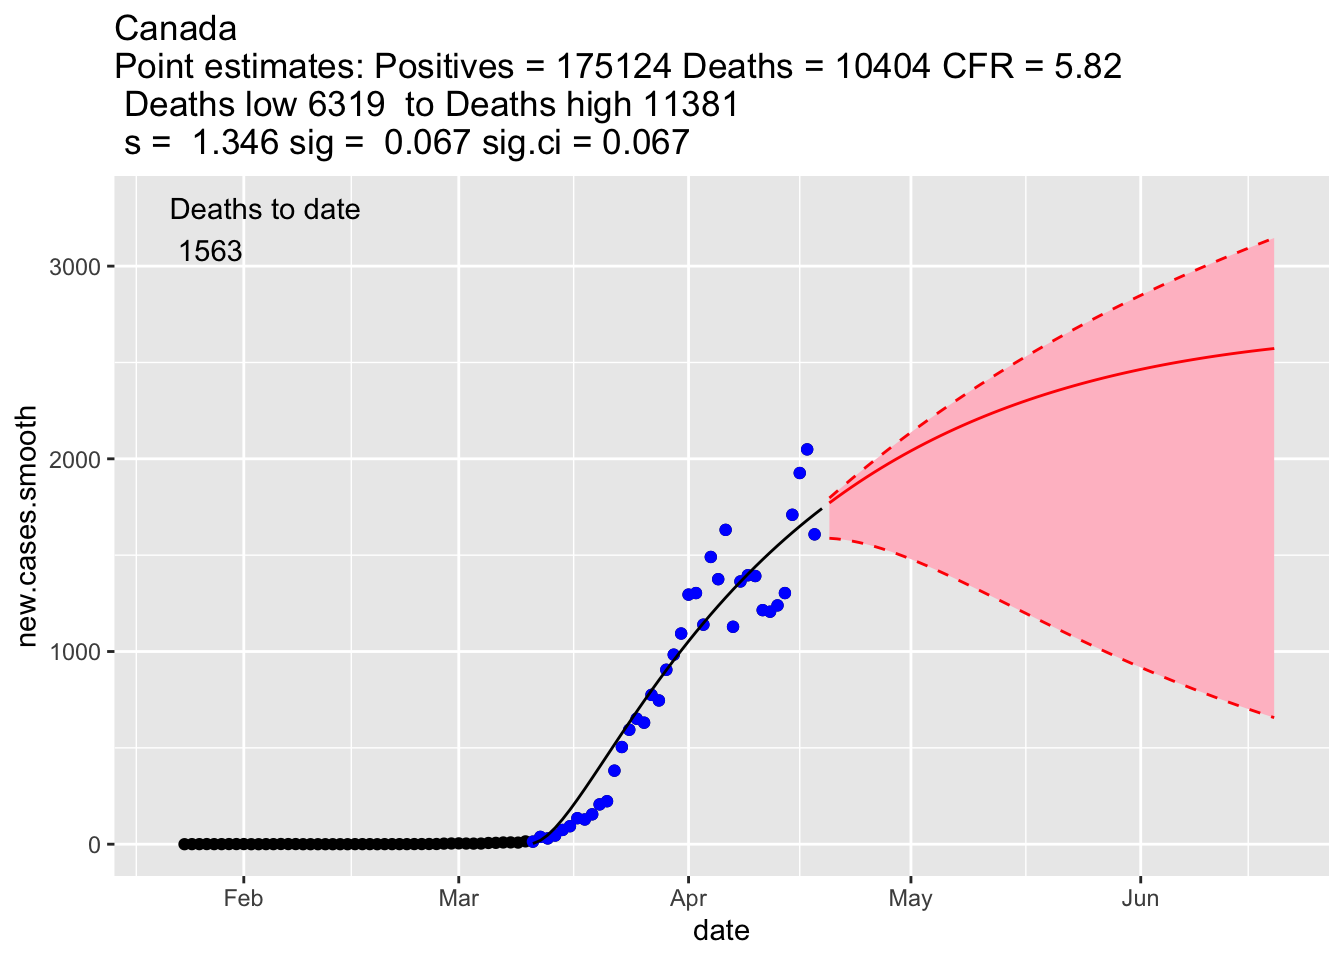 Canada
Point estimates: Positives = 175124 Deaths = 10404 CFR = 5.82
Deaths low 6319  to Deaths high 11381
s =  1.346 sig =  0.067 sig.ci = 0.067
Deaths to date
1563
3000
2000
1000
0
new.cases.smooth
Feb Mar Apr May Jun
date